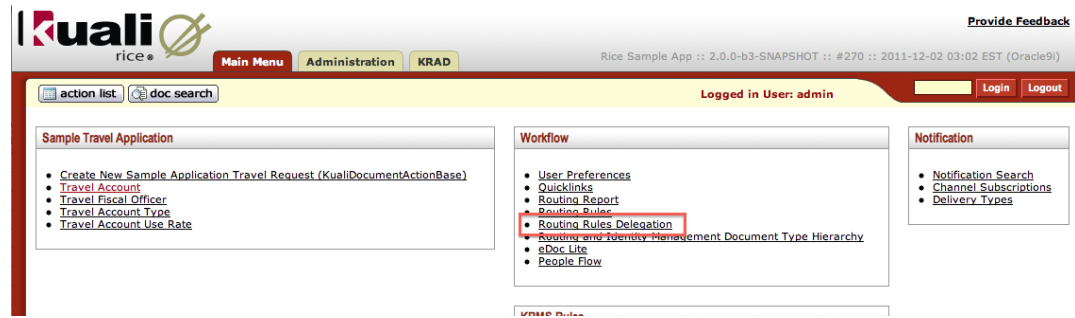 Provide Feedback
kuali
rice
Main Menu
Administration
KRAD
Rice Sample App :: 2.0.0-b3-SNAPSHOT :: #270 :: 2011-12-02 03:02 EST (Oracle9i)
action list
doc search
Logged in User: admin
Login
Logout
Sample Travel Application
Create New Sample Application Travel Request (KualiDocumentActionBase)
Travel Account
Travel Fiscal Officer
Travel Account Type
Travel Account Use Rate
Workflow
User Preferences
Quicklinks
Routing Report
Routing Rules
Routing Rules Delegation
Routing and Identity Management Document Type Hierarchy
eDoc Lite
People Flow
Notification
Notification Search
Channel Subscriptions
Delivery Types
KRMS Rules